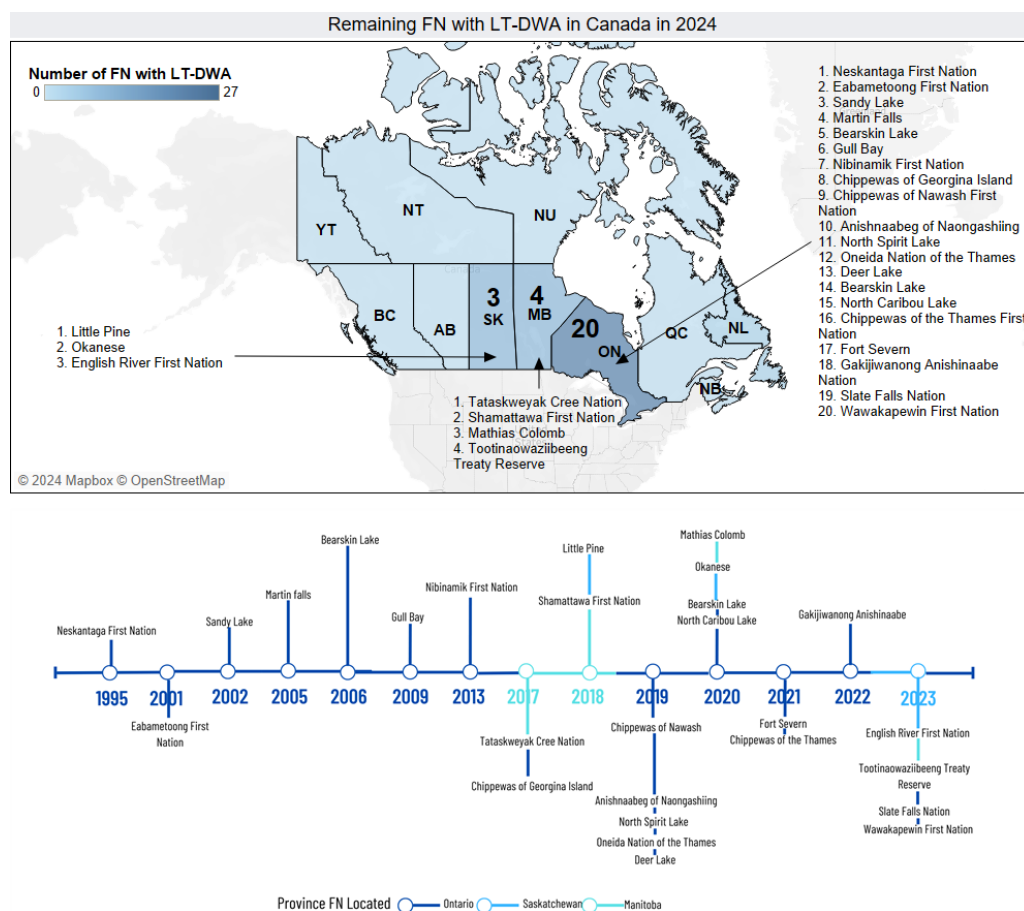 Remaining FN with LT-DWA in Canada in 2024
Number of FN with LT-DWA
0 27
1. Neskantaga First Nation
2. Eabametoong First Nation
3. Sandy Lake
4. Martin Falls
5. Bearskin Lake
6. Gull Bay
7. Nibinamik First Nation
8. Chippewas of Georgina Island
9. Chippewas of Nawash First
Nation
10. Anishnaabeg of Naongashiing
11. North Spirit Lake
12. Oneida Nation of the Thames
13. Deer Lake
14. Bearskin Lake
15. North Caribou Lake
16. Chippewas of the Thames First
Nation
17. Fort Severn
18. Gakijiwanong Anishinaabe
Nation
19. Slate Falls Nation
20. Wawakapewin First Nation
YT
NT
NU
Canada
BC
AB
3
SK
4
MB
20
ON
QC
NL
NB
1. Little Pine
2. Okanese
3. English River First Nation
1. Tataskweyak Cree Nation
2. Shamattawa First Nation
3. Mathias Colomb
4. Tootinaowaziibeeng
Treaty Reserve
© 2024 Mapbox © OpenStreetMap
Neskantaga First Nation
Sandy Lake
Martin falls
Bearskin Lake
Gull Bay
Nibinamik First Nation
Little Pine
Shamattawa First Nation
Mathias Colomb
Okanese
Bearskin Lake
North Caribou Lake
Gakijiwanong Anishinaabe
1995 2001 2002 2005 2006 2009 2013 2017 2018 2019 2020 2021 2022 2023
Eabametoong First
Nation
Tataskweyak Cree Nation
Chippewas of Georgina Island
Chippewas of Nawash
Anishnaabeg of Naongashiing
North Spirit Lake
Oneida Nation of the Thames
Deer Lake
Fort Severn
Chippewas of the Thames
English River First Nation
Tootinaowaziibeeng Treaty
Reserve
Slate Falls Nation
Wawakapewin First Nation
Province FN Located Ontario Saskatchewan Manitoba